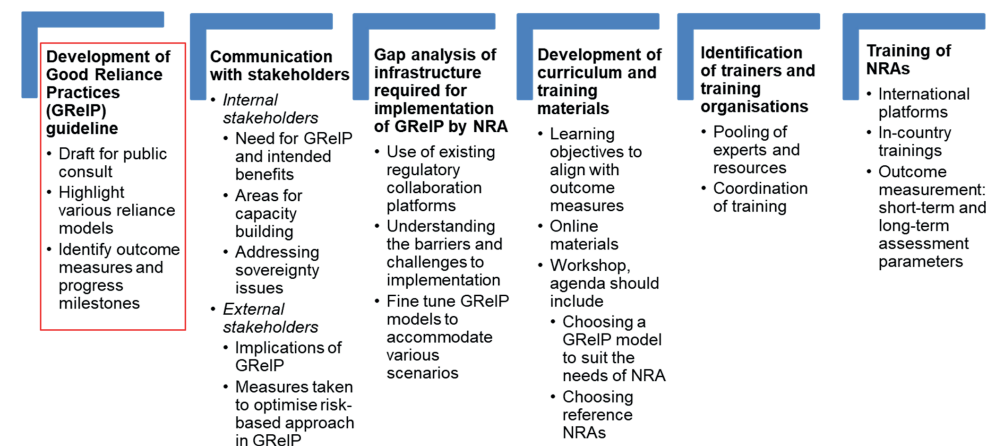 Development of
Good Reliance
Practices
(GRelP)
guideline
• Draft for public
consult
• Highlight
various reliance
models
• Identify outcome
measures and
progress
milestones
Communication
with stakeholders
• Internal
stakeholders
• Need for GRelP
and intended
benefits
• Areas for
capacity
building
• Addressing
sovereignty
issues
• External
stakeholders
• Implications of
GRelP
• Measures taken
to optimise risk-
based approach
in GRelP
Gap analysis of
infrastructure
required for
implementation
of GRelP by NRA
• Use of existing
regulatory
collaboration
platforms
• Understanding
the barriers and
challenges to
implementation
• Fine tune GRelP
models to
accommodate
various
scenarios
Development of
curriculum and
training
materials
• Learning
objectives to
align with
outcome
measures
• Online
materials
• Workshop,
agenda should
include
• Choosing a
GRelP model
to suit the
needs of NRA
• Choosing
reference
NRAs
Identification
of trainers and
training
organisations
• Pooling of
experts and
resources
• Coordination
of training
Training of
NRAs
• International
platforms
• In-country
trainings
• Outcome
measurement:
short-term and
long-term
assessment
parameters